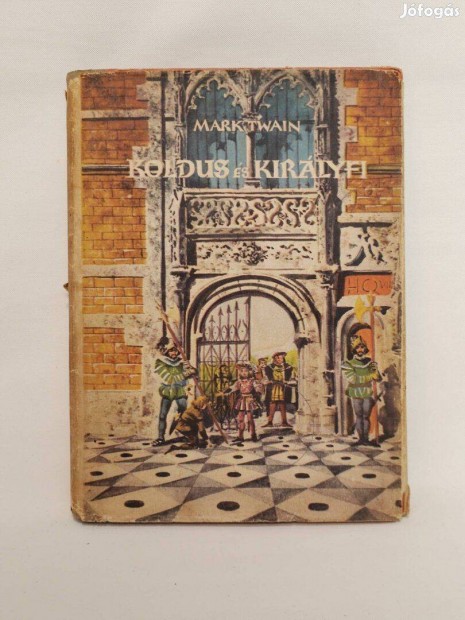 Jófogás
MARK TWAIN
KOLDUS ÉS KIRÁLYFI